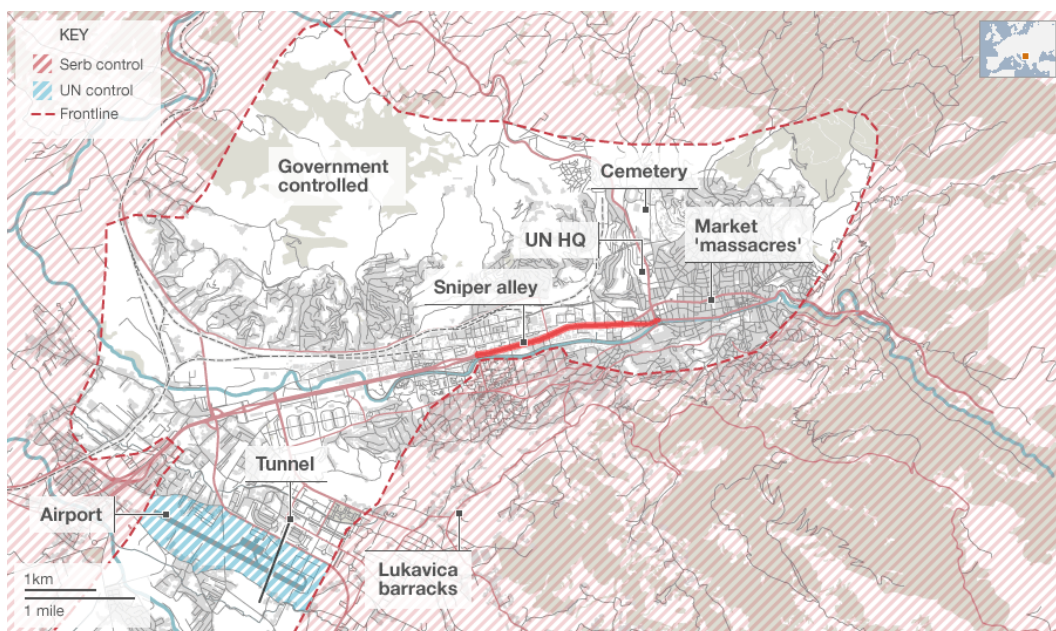 KEY
Serb control
UN control
Frontline
Government
controlled
Cemetery
UN HQ
Market
'massacres'
Sniper alley
Tunnel
Airport
Lukavica
barracks
1km
1 mile